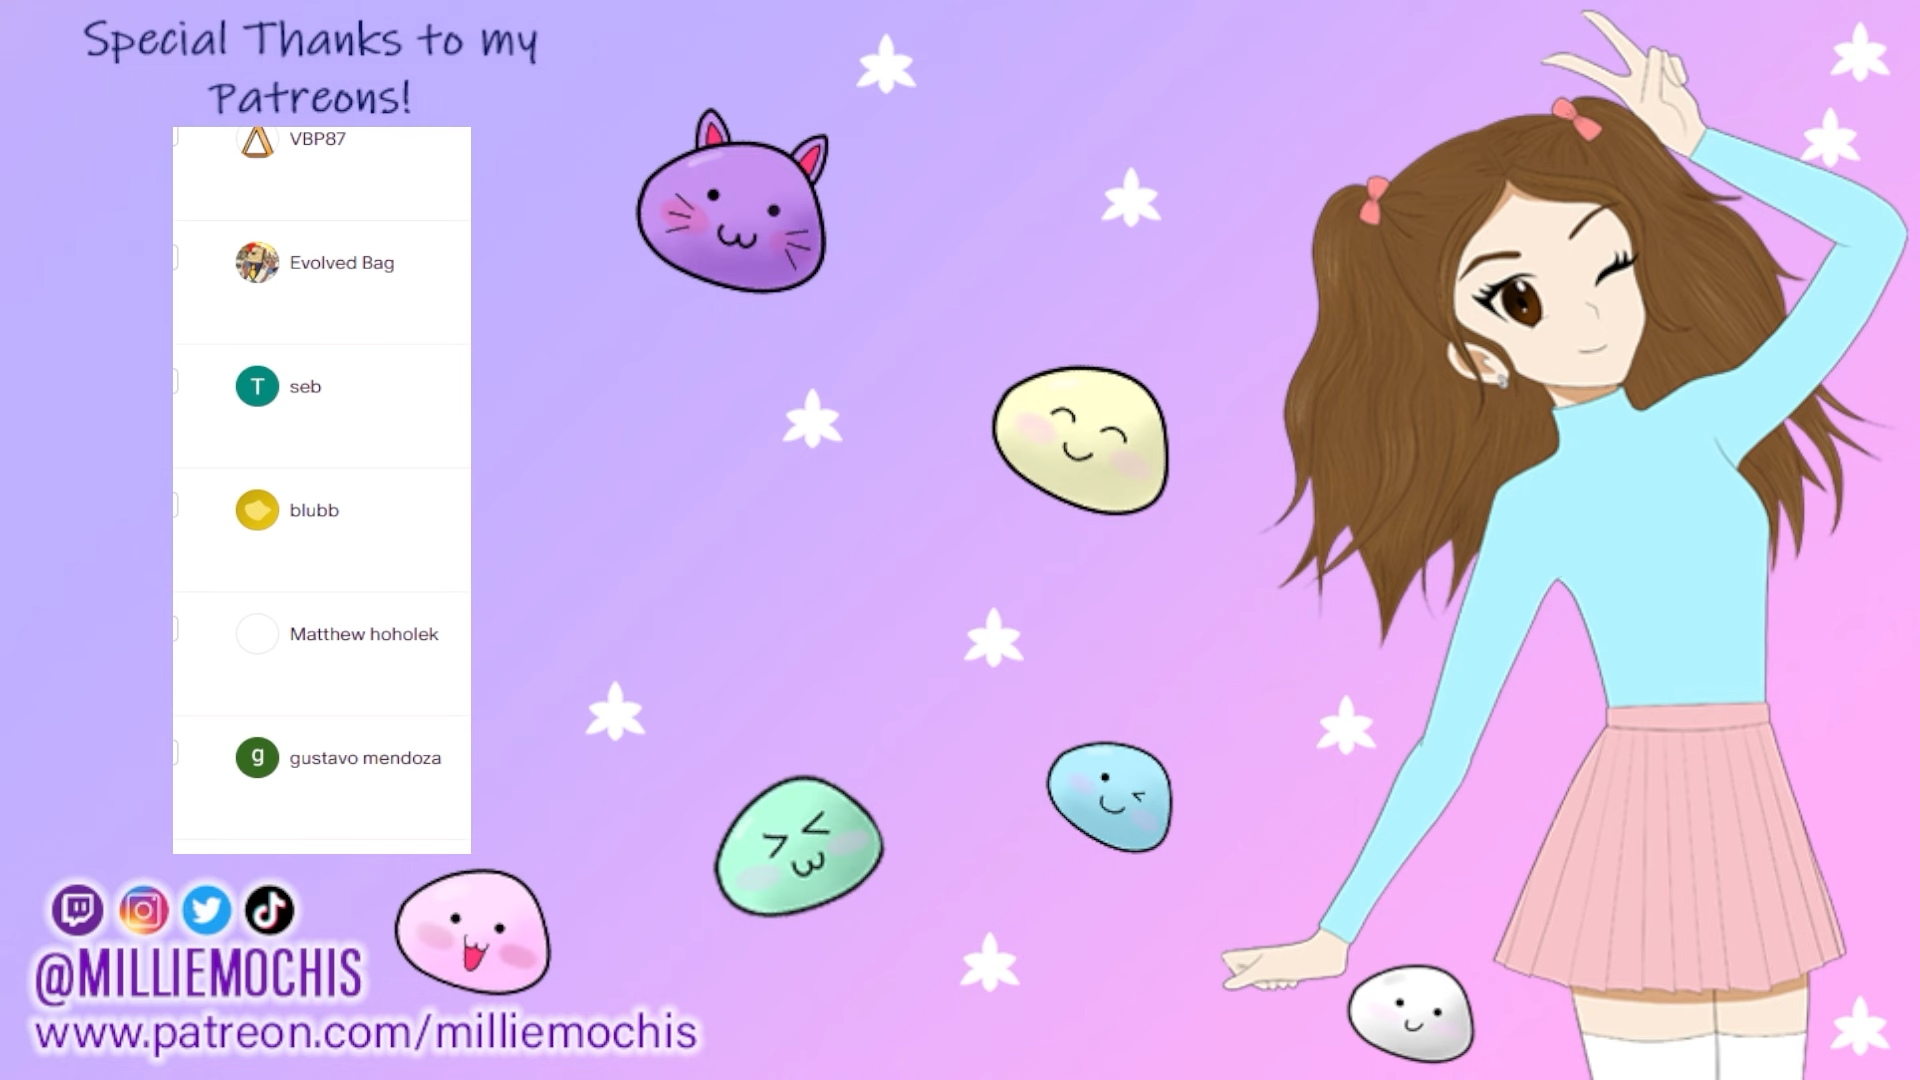 Special Thanks to my
Patreons!
VBP87
Evolved Bag
T seb
blubb
Matthew hoholek
g gustavo mendoza
@MILLIEMOCHIS
www.patreon.com/milliemochis